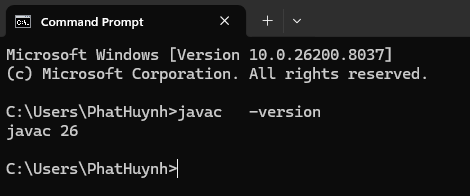 Command Prompt
Microsoft Windows [Version 10.0.26200.8037]
(c) Microsoft Corporation. All rights reserved.
C:\Users\PhatHuynh>javac   -version
javac 26
C:\Users\PhatHuynh>